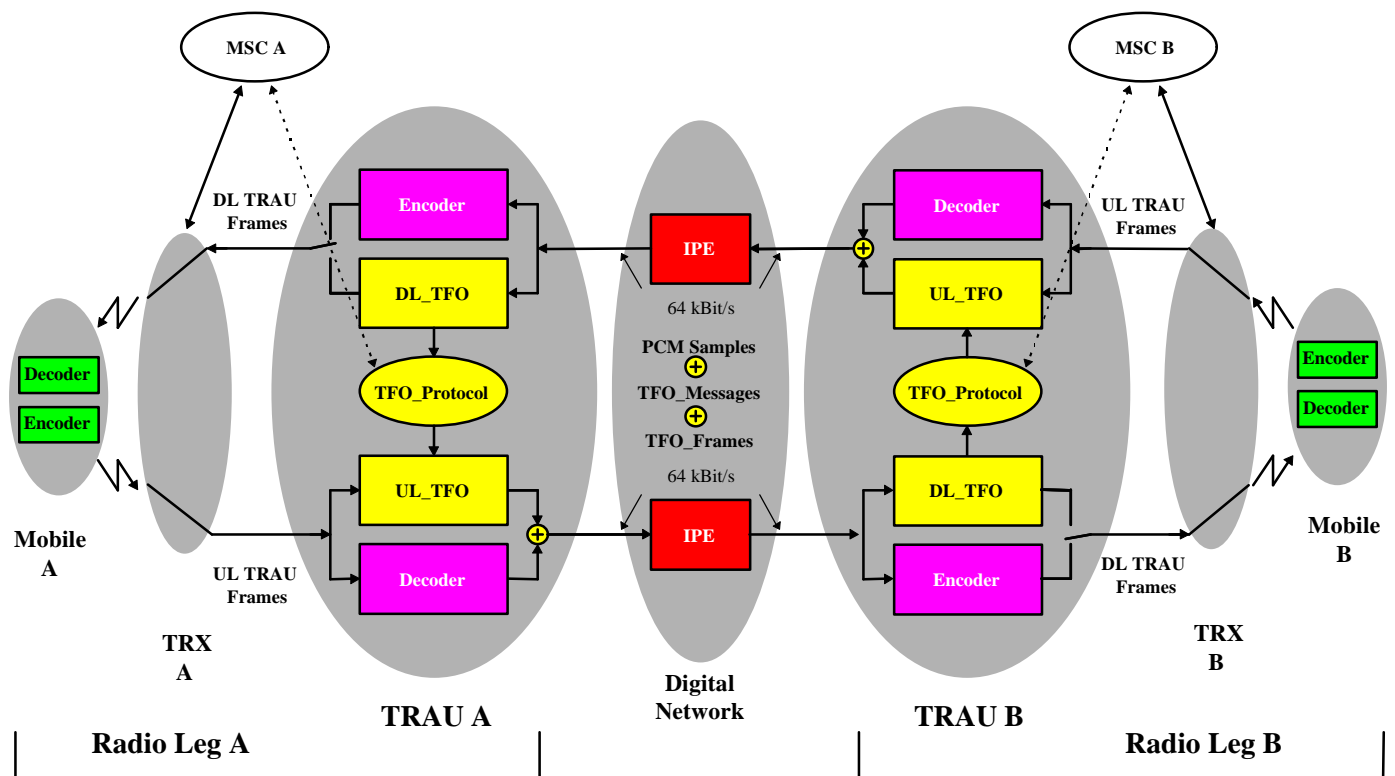 MSC A
MSC B
DL TRAU
Frames
Encoder
DL_TFO
TFO_Protocol
UL_TFO
Decoder
UL TRAU
Frames
Decoder
Encoder
Mobile
A
TRX
A
TRAU A
Radio Leg A
IPE
64 kBit/s
PCM Samples
+
TFO_Messages
+
TFO_Frames
64 kBit/s
IPE
+
Digital
Network
Decoder
+
UL_TFO
TFO_Protocol
DL_TFO
Encoder
UL TRAU
Frames
DL TRAU
Frames
Encoder
Decoder
Mobile
B
TRX
B
TRAU B
Radio Leg B